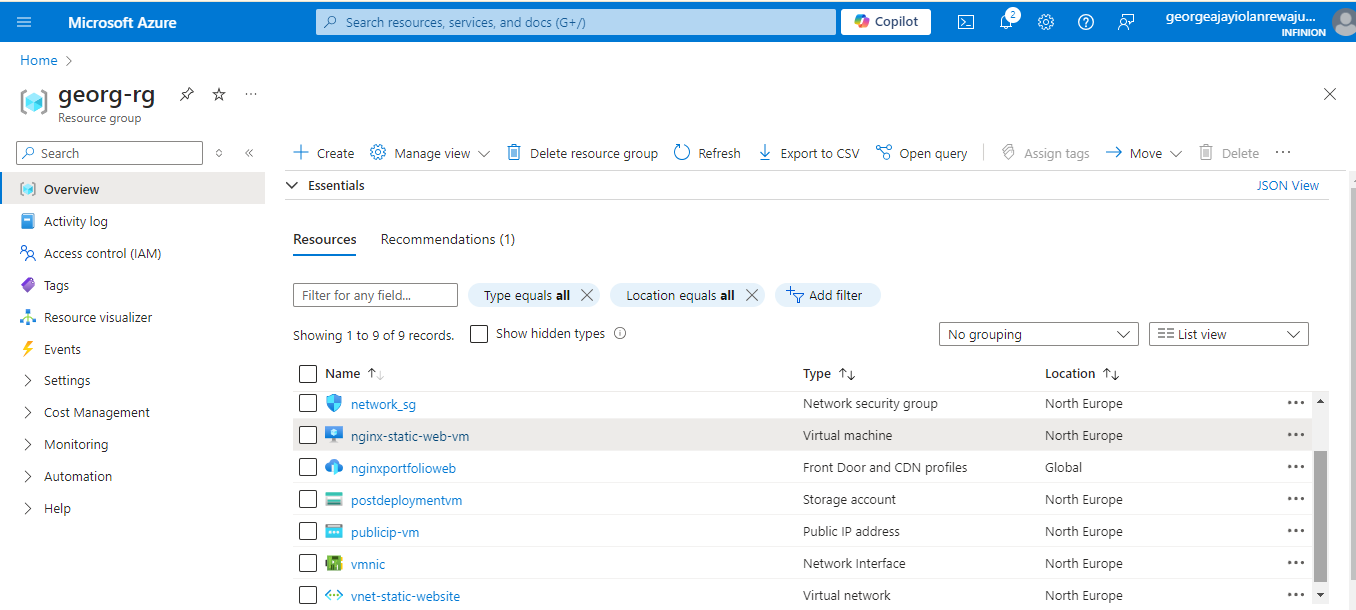 Microsoft Azure
Search resources, services, and docs (G+/)
Copilot
2
georgeajayiolanrewaju...
INFINION
Home
georg-rg
Resource group
Search
Overview
Activity log
Access control (IAM)
Tags
Resource visualizer
Events
Settings
Cost Management
Monitoring
Automation
Help
Create
Manage view
Delete resource group
Refresh
Export to CSV
Open query
Assign tags
Move
Delete
Essentials
JSON View
Resources
Recommendations (1)
Filter for any field...
Type equals all
Location equals all
Add filter
Showing 1 to 9 of 9 records.
Show hidden types
No grouping
List view
Name Type Location
network_sg Network security group North Europe
nginx-static-web-vm Virtual machine North Europe
nginxportfolioweb Front Door and CDN profiles Global
postdeploymentvm Storage account North Europe
publicip-vm Public IP address North Europe
vmnic Network Interface North Europe
vnet-static-website Virtual network North Europe